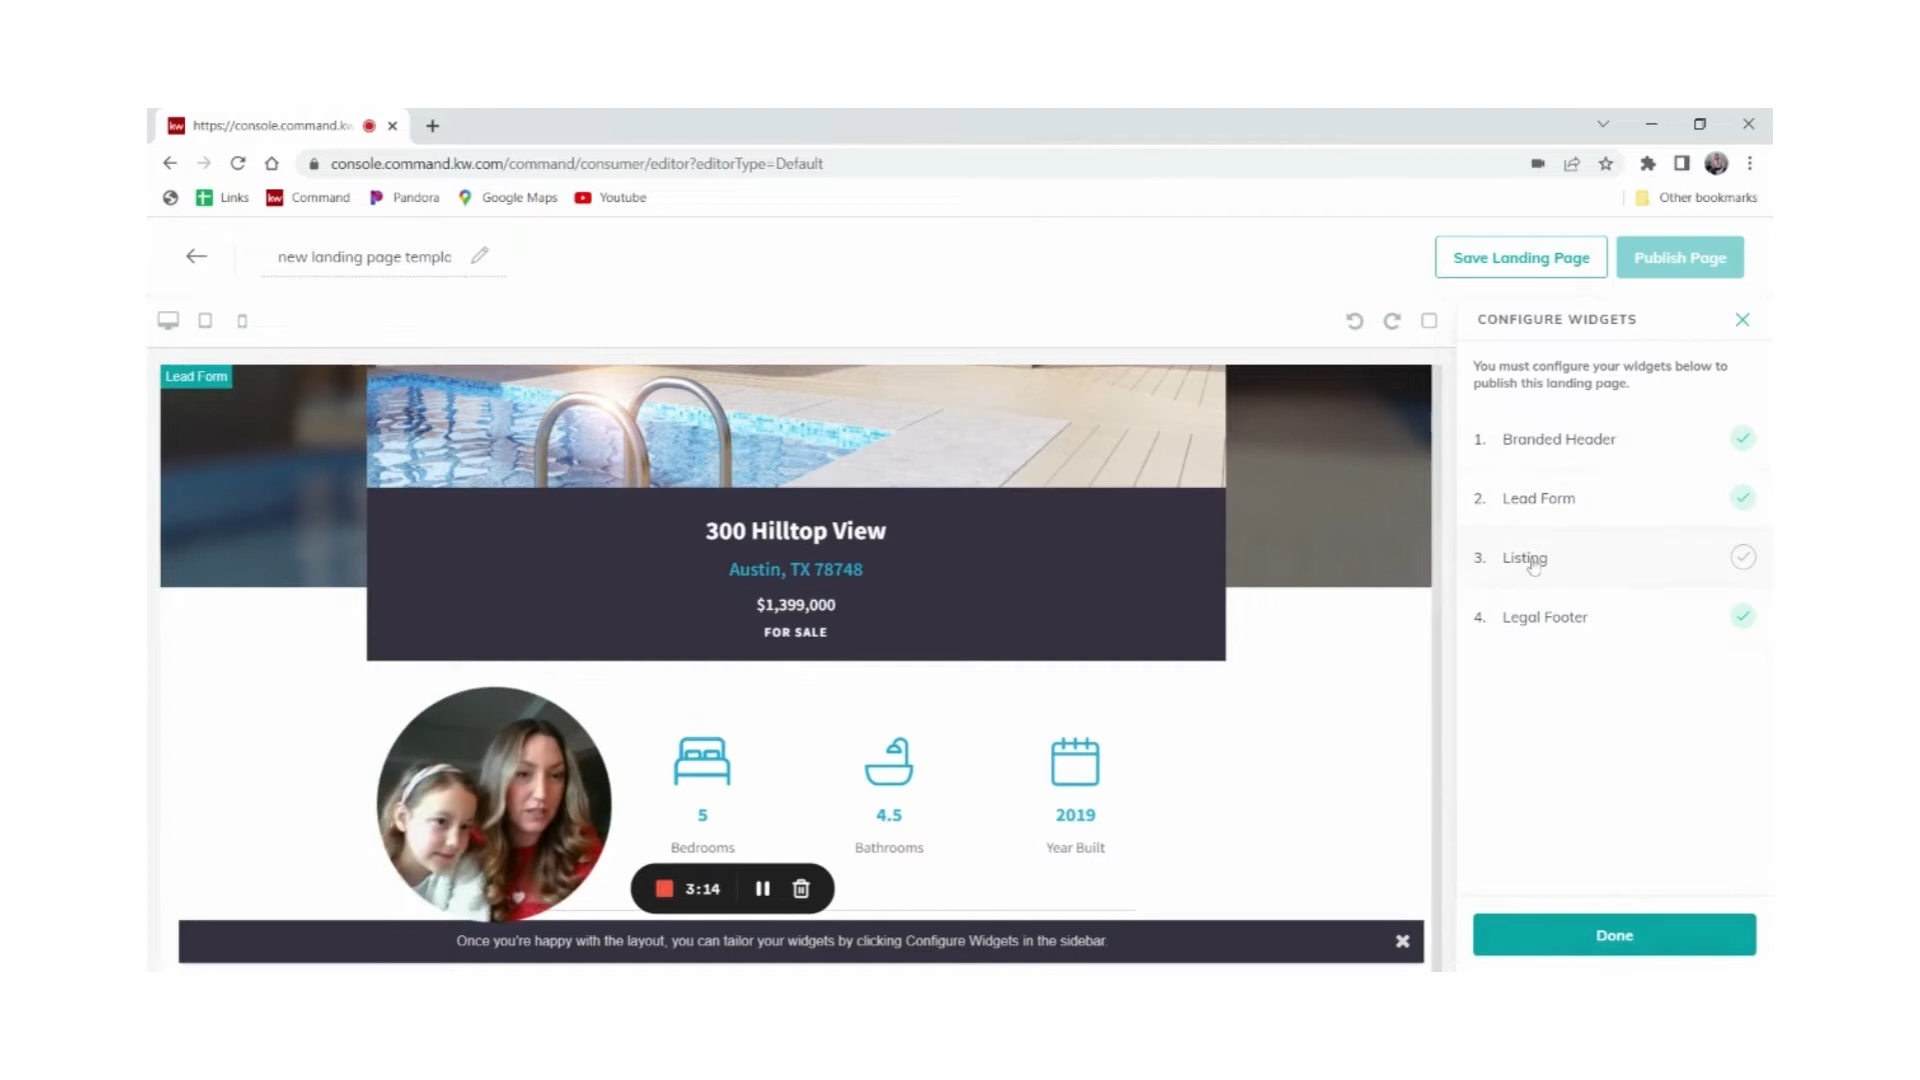 kw https://console.command.kw
console.command.kw.com/command/consumer/editor?editorType=Default
Links kw Command Pandora Google Maps Youtube Other bookmarks
new landing page templa
Save Landing Page Publish Page
CONFIGURE WIDGETS
Lead Form
You must configure your widgets below to
publish this landing page.
1. Branded Header
2. Lead Form
3. Listing
4. Legal Footer
300 Hilltop View
Austin, TX 78748
$1,399,000
FOR SALE
5 4.5 2019
Bedrooms Bathrooms Year Built
3:14
Once you're happy with the layout, you can tailor your widgets by clicking Configure Widgets in the sidebar.
Done